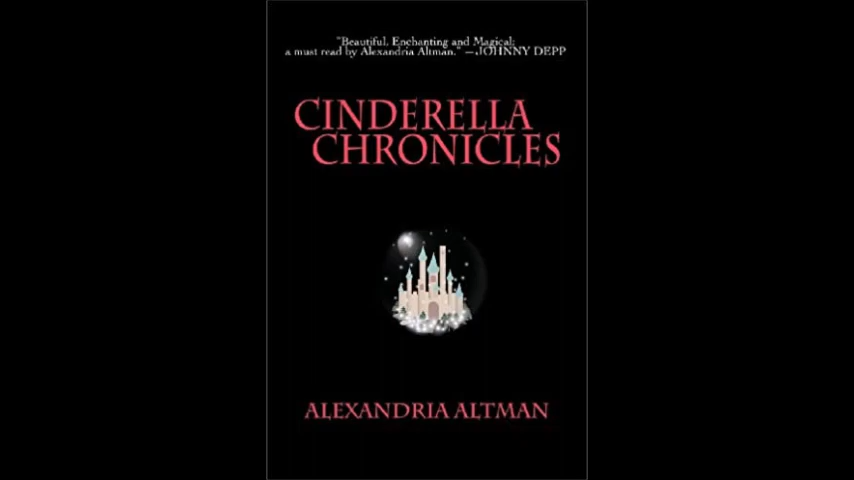 "Beautiful, Enchanting and Magical;
a must read by Alexandria Altman." —JOHNNY DEPP
CINDERELLA
CHRONICLES
ALEXANDRIA ALTMAN